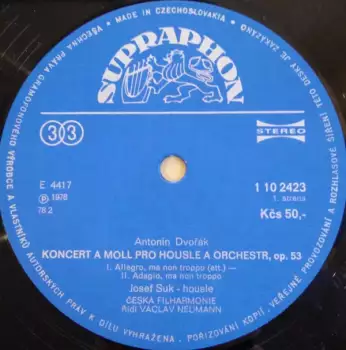 • MADE IN CZECHOSLOVAKIA •
VŠECHNA PRÁVA GRAMOFONOVÉHO VÝROBCE A VLASTNÍKŮ AUTORSKÝCH PRÁV K DÍLU VYHRAŽENA. POŘIZOVÁNÍ KOPIÍ, VEŘEJNÉ PROVOZOVÁNÍ A ROZHLASOVÉ ŠÍŘENÍ TÉTO DESKY JE ZAKÁZÁNO.
SUPRAPHON
33
STEREO
E 4417
1 10 2423
Ⓟ 1978
1. strana
78.2
Kčs 50,-
Antonín Dvořák
KONCERT A MOLL PRO HOUSLE A ORCHESTR, op. 53
I. Allegro, ma non troppo (att.) —
II. Adagio, ma non troppo
Josef Suk - housle
ČESKÁ FILHARMONIE
řídí VÁCLAV NEUMANN